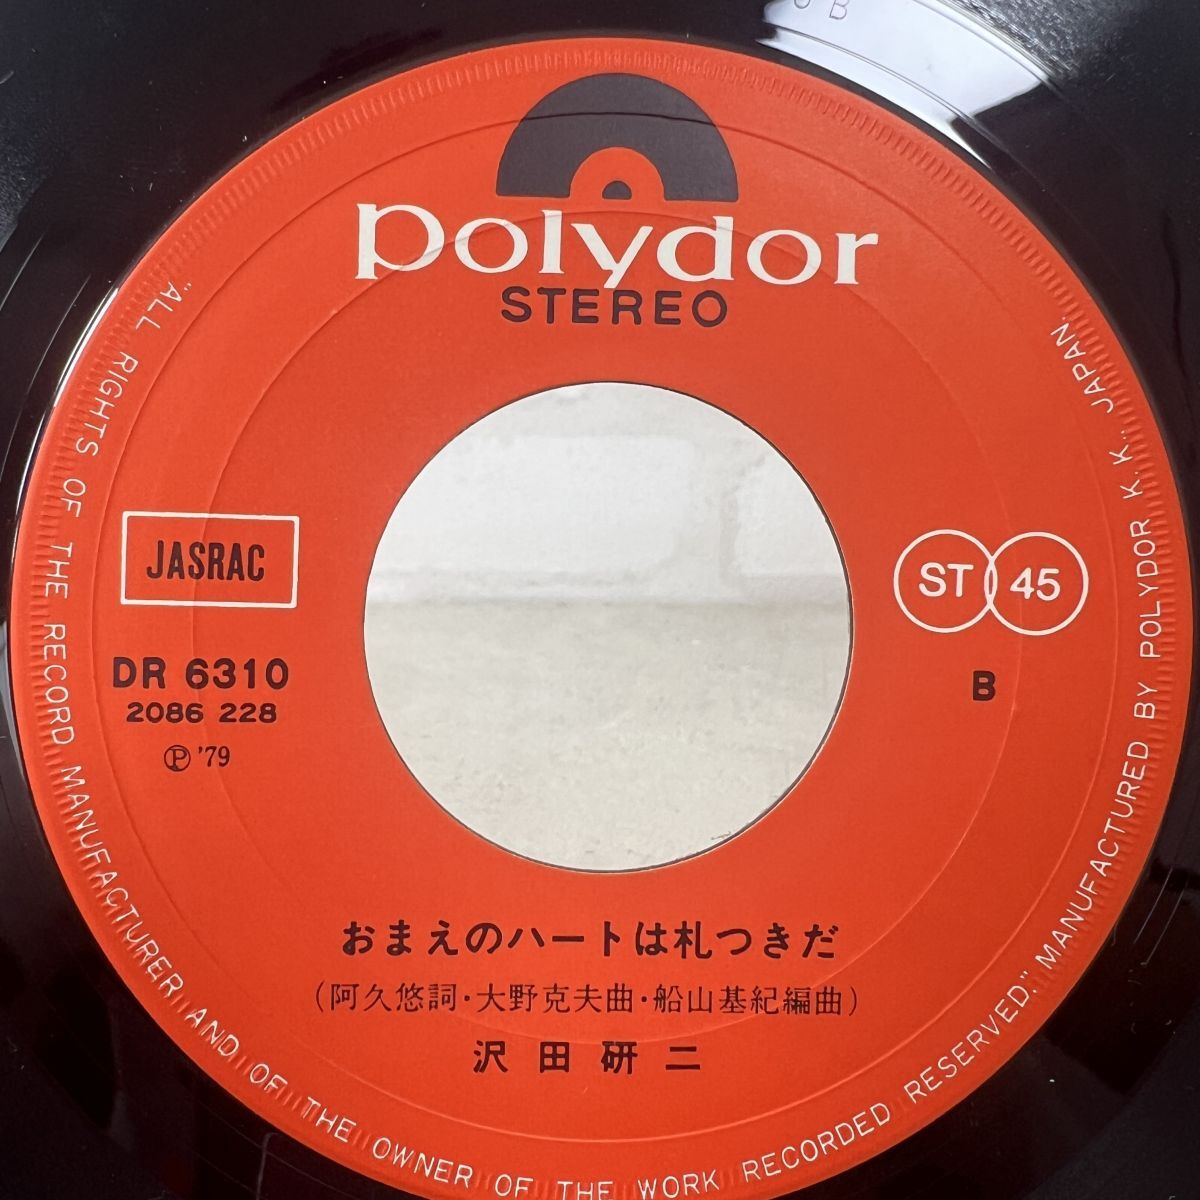 polydor
STEREO
JASRAC
DR 6310
2086 228
Ⓟ '79
ST 45
B
おまえのハートは札つきだ
(阿久悠詞・大野克夫曲・船山基紀編曲)
沢田研二
"ALL RIGHTS OF THE RECORD MANUFACTURER AND OF THE OWNER OF THE WORK RECORDED RESERVED." MANUFACTURED BY POLYDOR K.K., JAPAN.